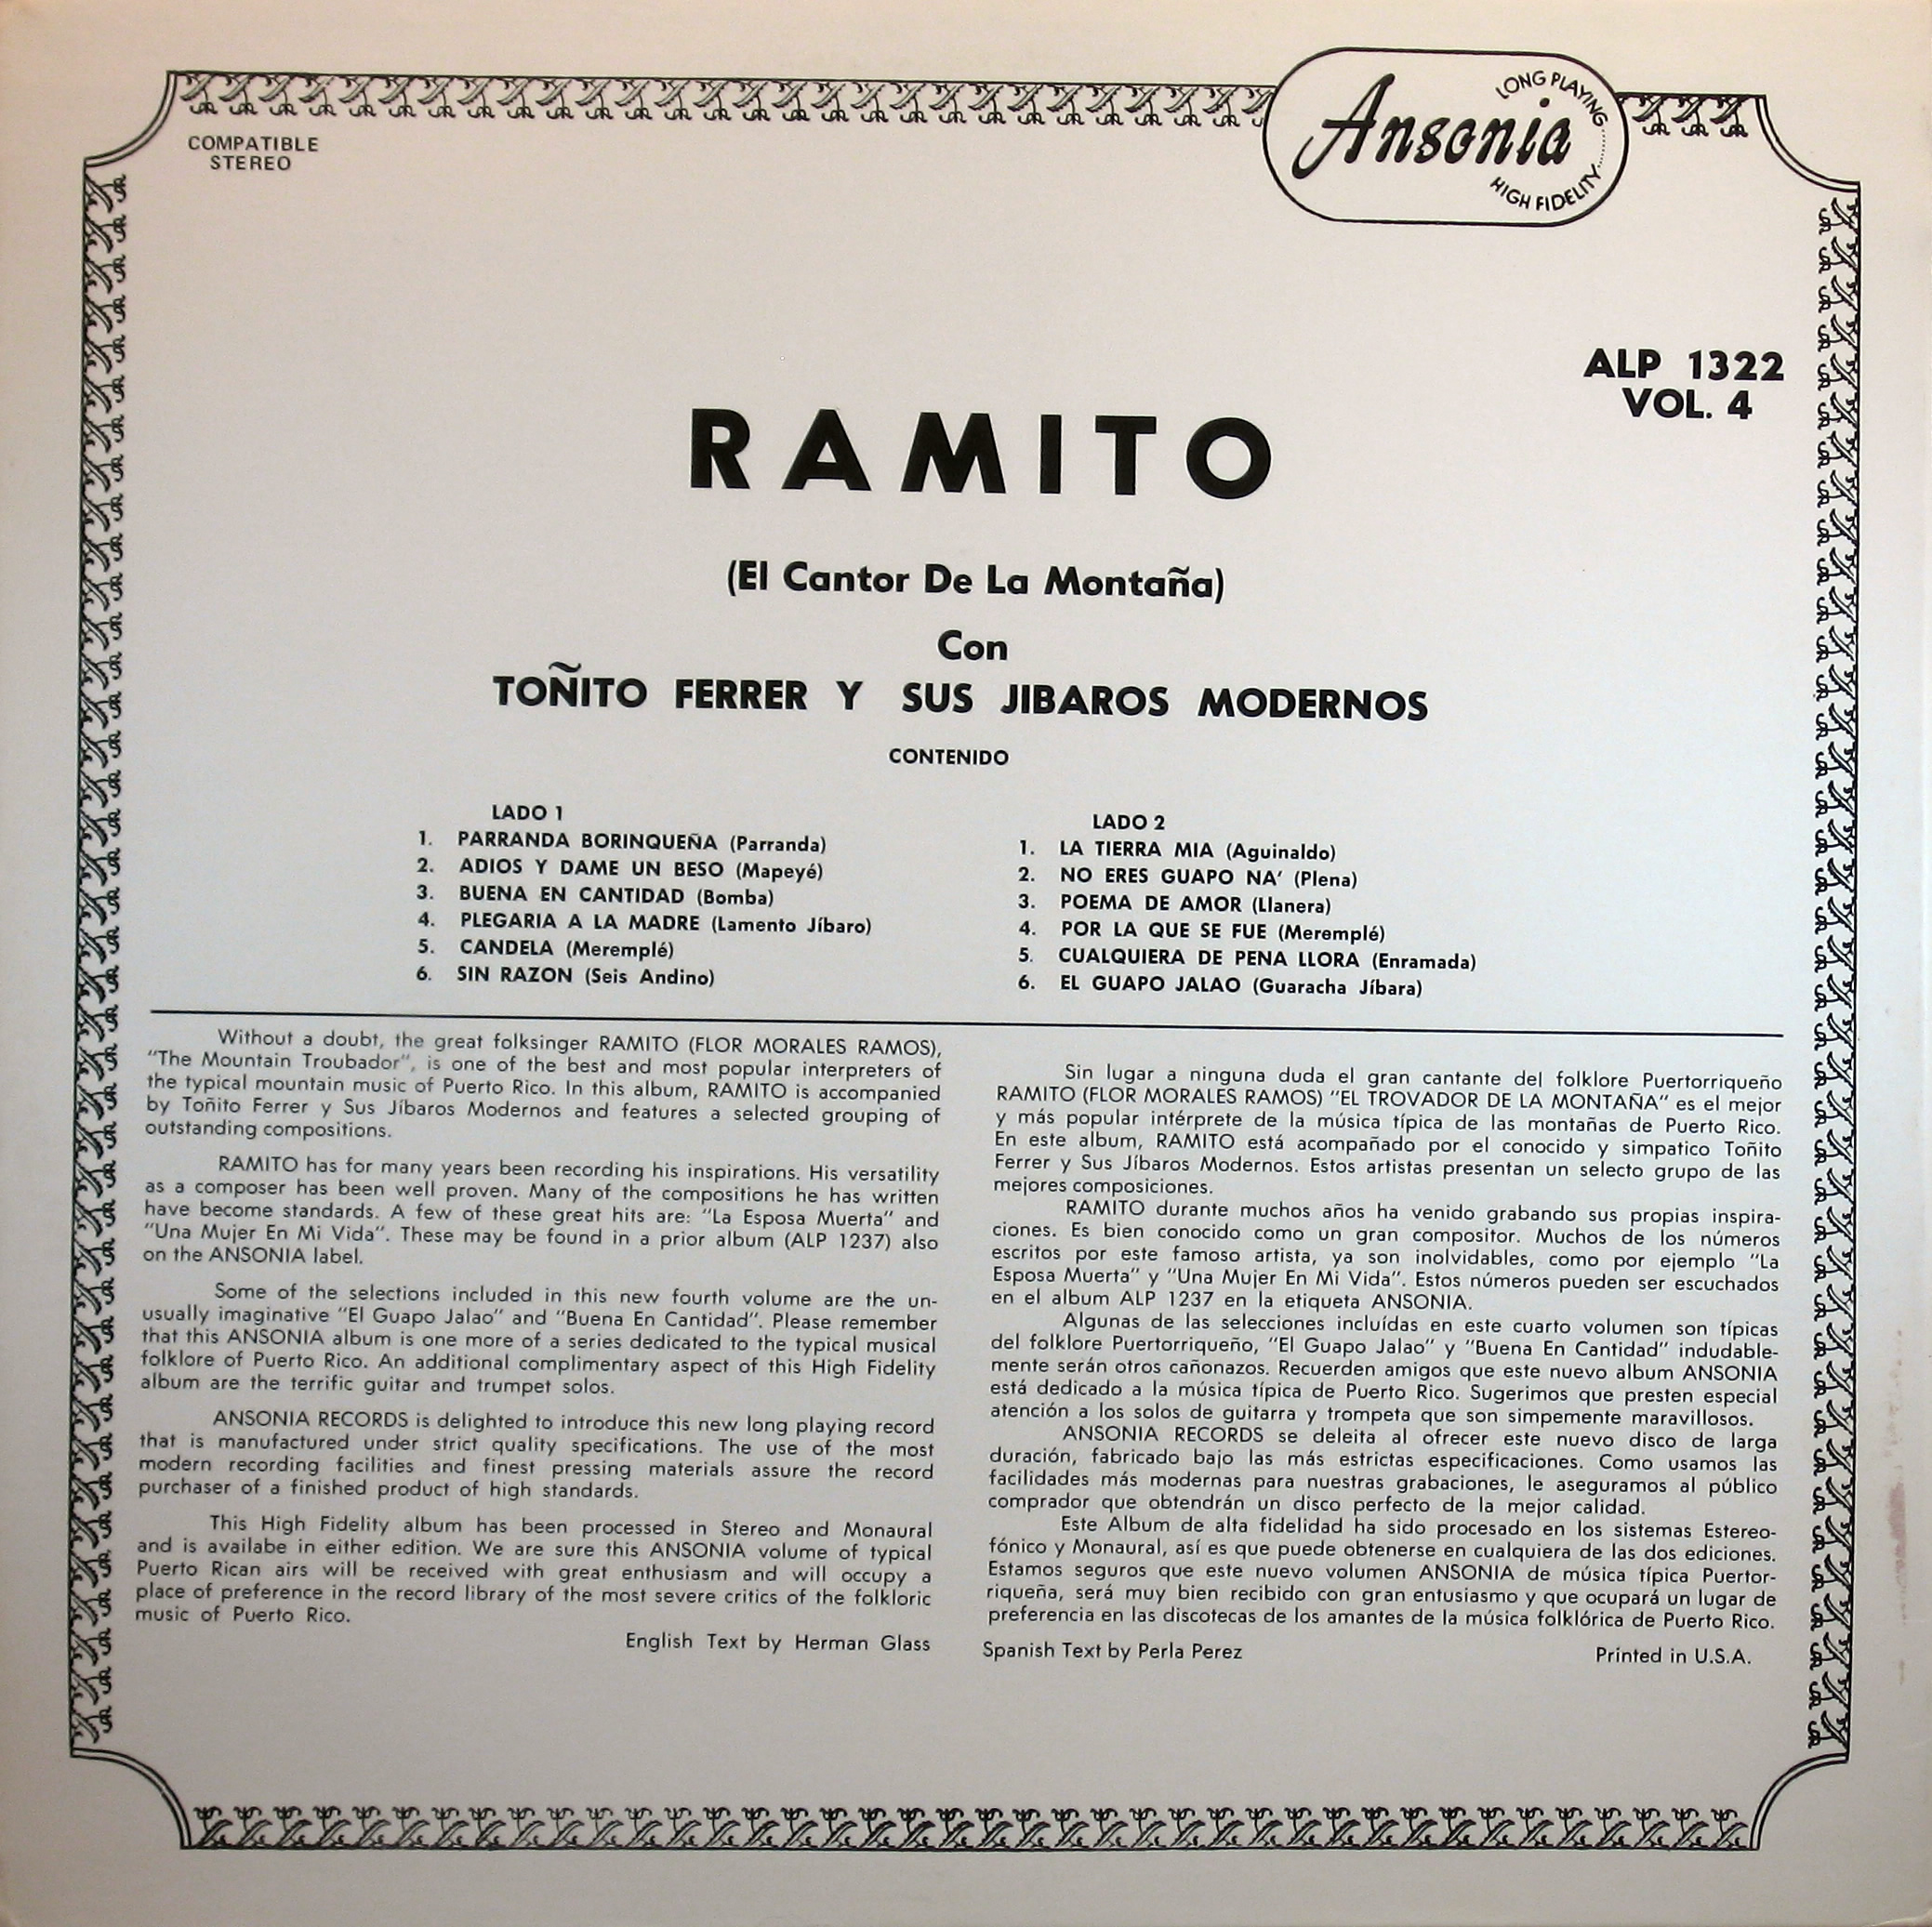 COMPATIBLE
STEREO
Ansonia
LONG PLAYING
HIGH FIDELITY
ALP 1322
VOL. 4
RAMITO
(El Cantor De La Montaña)
Con
TOÑITO FERRER Y SUS JIBAROS MODERNOS
CONTENIDO
LADO 1
1. PARRANDA BORINQUEÑA (Parranda)
2. ADIOS Y DAME UN BESO (Mapeyé)
3. BUENA EN CANTIDAD (Bomba)
4. PLEGARIA A LA MADRE (Lamento Jíbaro)
5. CANDELA (Meremplé)
6. SIN RAZON (Seis Andino)
LADO 2
1. LA TIERRA MIA (Aguinaldo)
2. NO ERES GUAPO NA' (Plena)
3. POEMA DE AMOR (Llanera)
4. POR LA QUE SE FUE (Meremplé)
5. CUALQUIERA DE PENA LLORA (Enramada)
6. EL GUAPO JALAO (Guaracha Jíbara)
Without a doubt, the great folksinger RAMITO (FLOR MORALES RAMOS),
"The Mountain Troubador", is one of the best and most popular interpreters of
the typical mountain music of Puerto Rico. In this album, RAMITO is accompanied
by Toñito Ferrer y Sus Jíbaros Modernos and features a selected grouping of
outstanding compositions.
RAMITO has for many years been recording his inspirations. His versatility
as a composer has been well proven. Many of the compositions he has written
have become standards. A few of these great hits are: "La Esposa Muerta" and
"Una Mujer En Mi Vida". These may be found in a prior album (ALP 1237) also
on the ANSONIA label.
Some of the selections included in this new fourth volume are the un-
usually imaginative "El Guapo Jalao" and "Buena En Cantidad". Please remember
that this ANSONIA album is one more of a series dedicated to the typical musical
folklore of Puerto Rico. An additional complimentary aspect of this High Fidelity
album are the terrific guitar and trumpet solos.
ANSONIA RECORDS is delighted to introduce this new long playing record
that is manufactured under strict quality specifications. The use of the most
modern recording facilities and finest pressing materials assure the record
purchaser of a finished product of high standards.
This High Fidelity album has been processed in Stereo and Monaural
and is availabe in either edition. We are sure this ANSONIA volume of typical
Puerto Rican airs will be received with great enthusiasm and will occupy a
place of preference in the record library of the most severe critics of the folkloric
music of Puerto Rico.
English Text by Herman Glass
Sin lugar a ninguna duda el gran cantante del folklore Puertorriqueño
RAMITO (FLOR MORALES RAMOS) "EL TROVADOR DE LA MONTAÑA" es el mejor
y más popular intérprete de la música típica de las montañas de Puerto Rico.
En este album, RAMITO está acompañado por el conocido y simpatico Toñito
Ferrer y Sus Jíbaros Modernos. Estos artistas presentan un selecto grupo de las
mejores composiciones.
RAMITO durante muchos años ha venido grabando sus propias inspira-
ciones. Es bien conocido como un gran compositor. Muchos de los números
escritos por este famoso artista, ya son inolvidables, como por ejemplo "La
Esposa Muerta" y "Una Mujer En Mi Vida". Estos números pueden ser escuchados
en el album ALP 1237 en la etiqueta ANSONIA.
Algunas de las selecciones incluídas en este cuarto volumen son típicas
del folklore Puertorriqueño, "El Guapo Jalao" y "Buena En Cantidad" indudable-
mente serán otros cañonazos. Recuerden amigos que este nuevo album ANSONIA
está dedicado a la música típica de Puerto Rico. Sugerimos que presten especial
atención a los solos de guitarra y trompeta que son simpemente maravillosos.
ANSONIA RECORDS se deleita al ofrecer este nuevo disco de larga
duración, fabricado bajo las más estrictas especificaciones. Como usamos las
facilidades más modernas para nuestras grabaciones, le aseguramos al público
comprador que obtendrán un disco perfecto de la mejor calidad.
Este Album de alta fidelidad ha sido procesado en los sistemas Estereo-
fónico y Monaural, así es que puede obtenerse en cualquiera de las dos ediciones.
Estamos seguros que este nuevo volumen ANSONIA de música típica Puertor-
riqueña, será muy bien recibido con gran entusiasmo y que ocupará un lugar de
preferencia en las discotecas de los amantes de la música folklórica de Puerto Rico.
Spanish Text by Perla Perez
Printed in U.S.A.